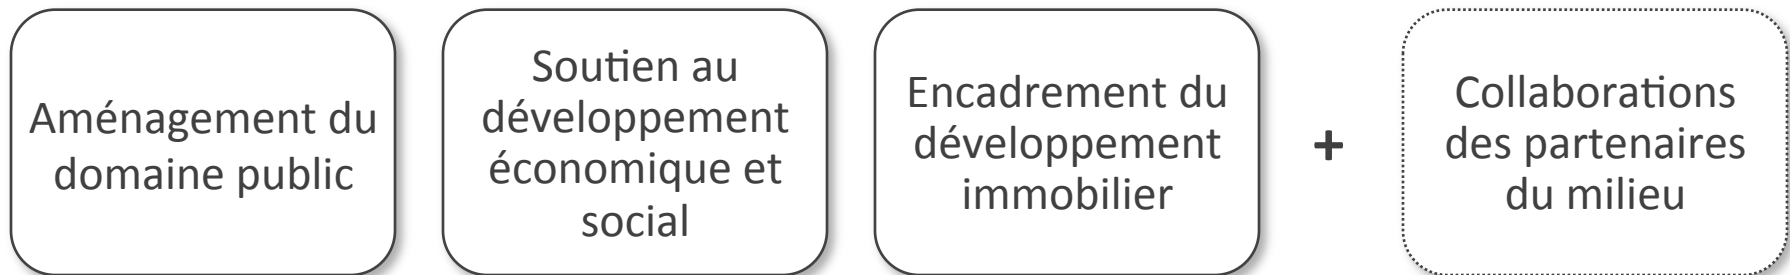 Aménagement du
domaine public
Soutien au
développement
économique et
social
Encadrement du
développement
immobilier
+
Collaborations
des partenaires
du milieu